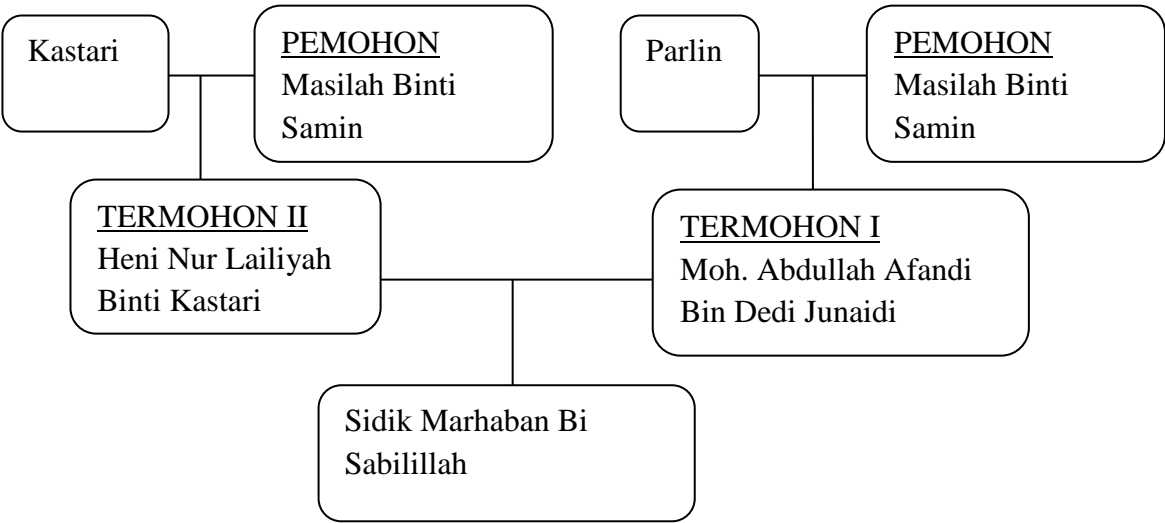 Kastari
PEMOHON
Masilah Binti
Samin
Parlin
PEMOHON
Masilah Binti
Samin
TERMOHON II
Heni Nur Lailiyah
Binti Kastari
TERMOHON I
Moh. Abdullah Afandi
Bin Dedi Junaidi
Sidik Marhaban Bi
Sabilillah